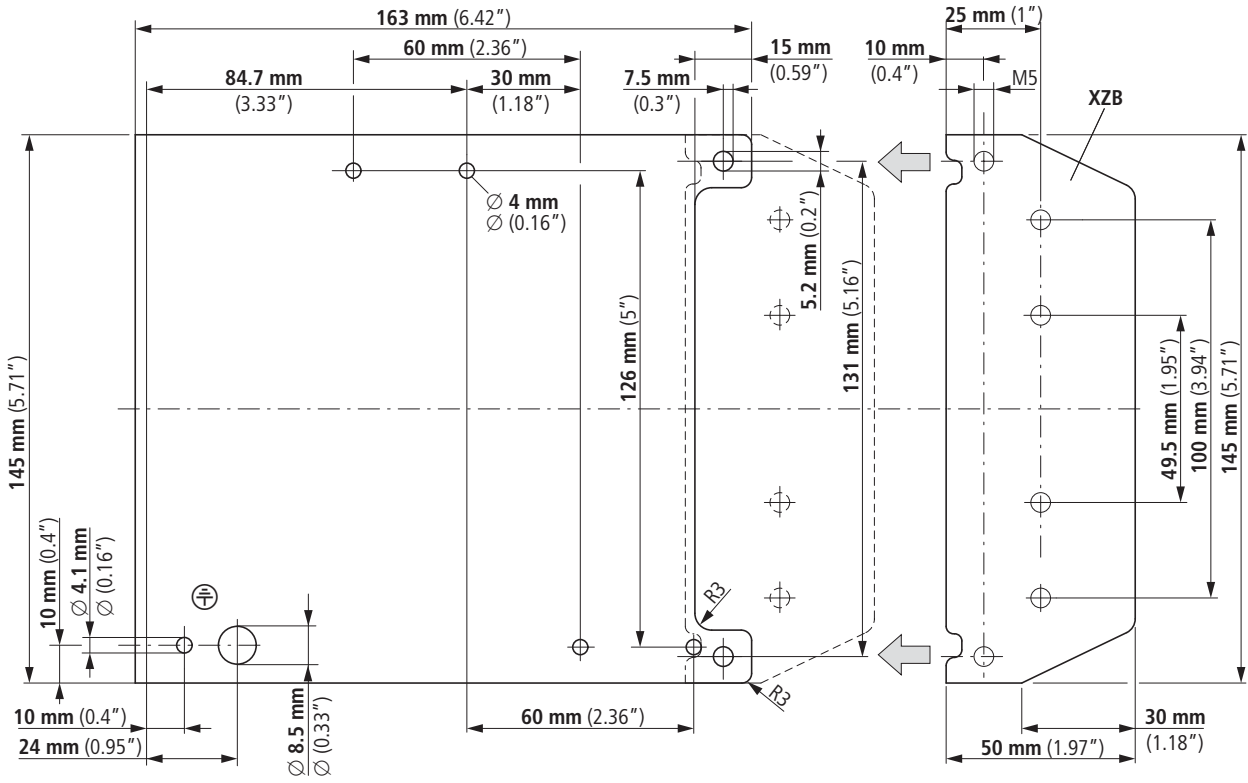 163 mm (6.42″)
25 mm (1″)
60 mm (2.36″)
15 mm
(0.59″)
10 mm
(0.4″)
84.7 mm
(3.33″)
30 mm
(1.18″)
7.5 mm
(0.3″)
M5
XZB
∅ 4 mm
∅ (0.16″)
5.2 mm (0.2″)
131 mm (5.16″)
126 mm (5″)
145 mm (5.71″)
49.5 mm (1.95″)
100 mm (3.94″)
145 mm (5.71″)
10 mm (0.4″)
∅ 4.1 mm
∅ (0.16″)
R3
R3
10 mm (0.4″)
24 mm (0.95″)
∅ 8.5 mm
∅ (0.33″)
60 mm (2.36″)
30 mm
(1.18″)
50 mm (1.97″)